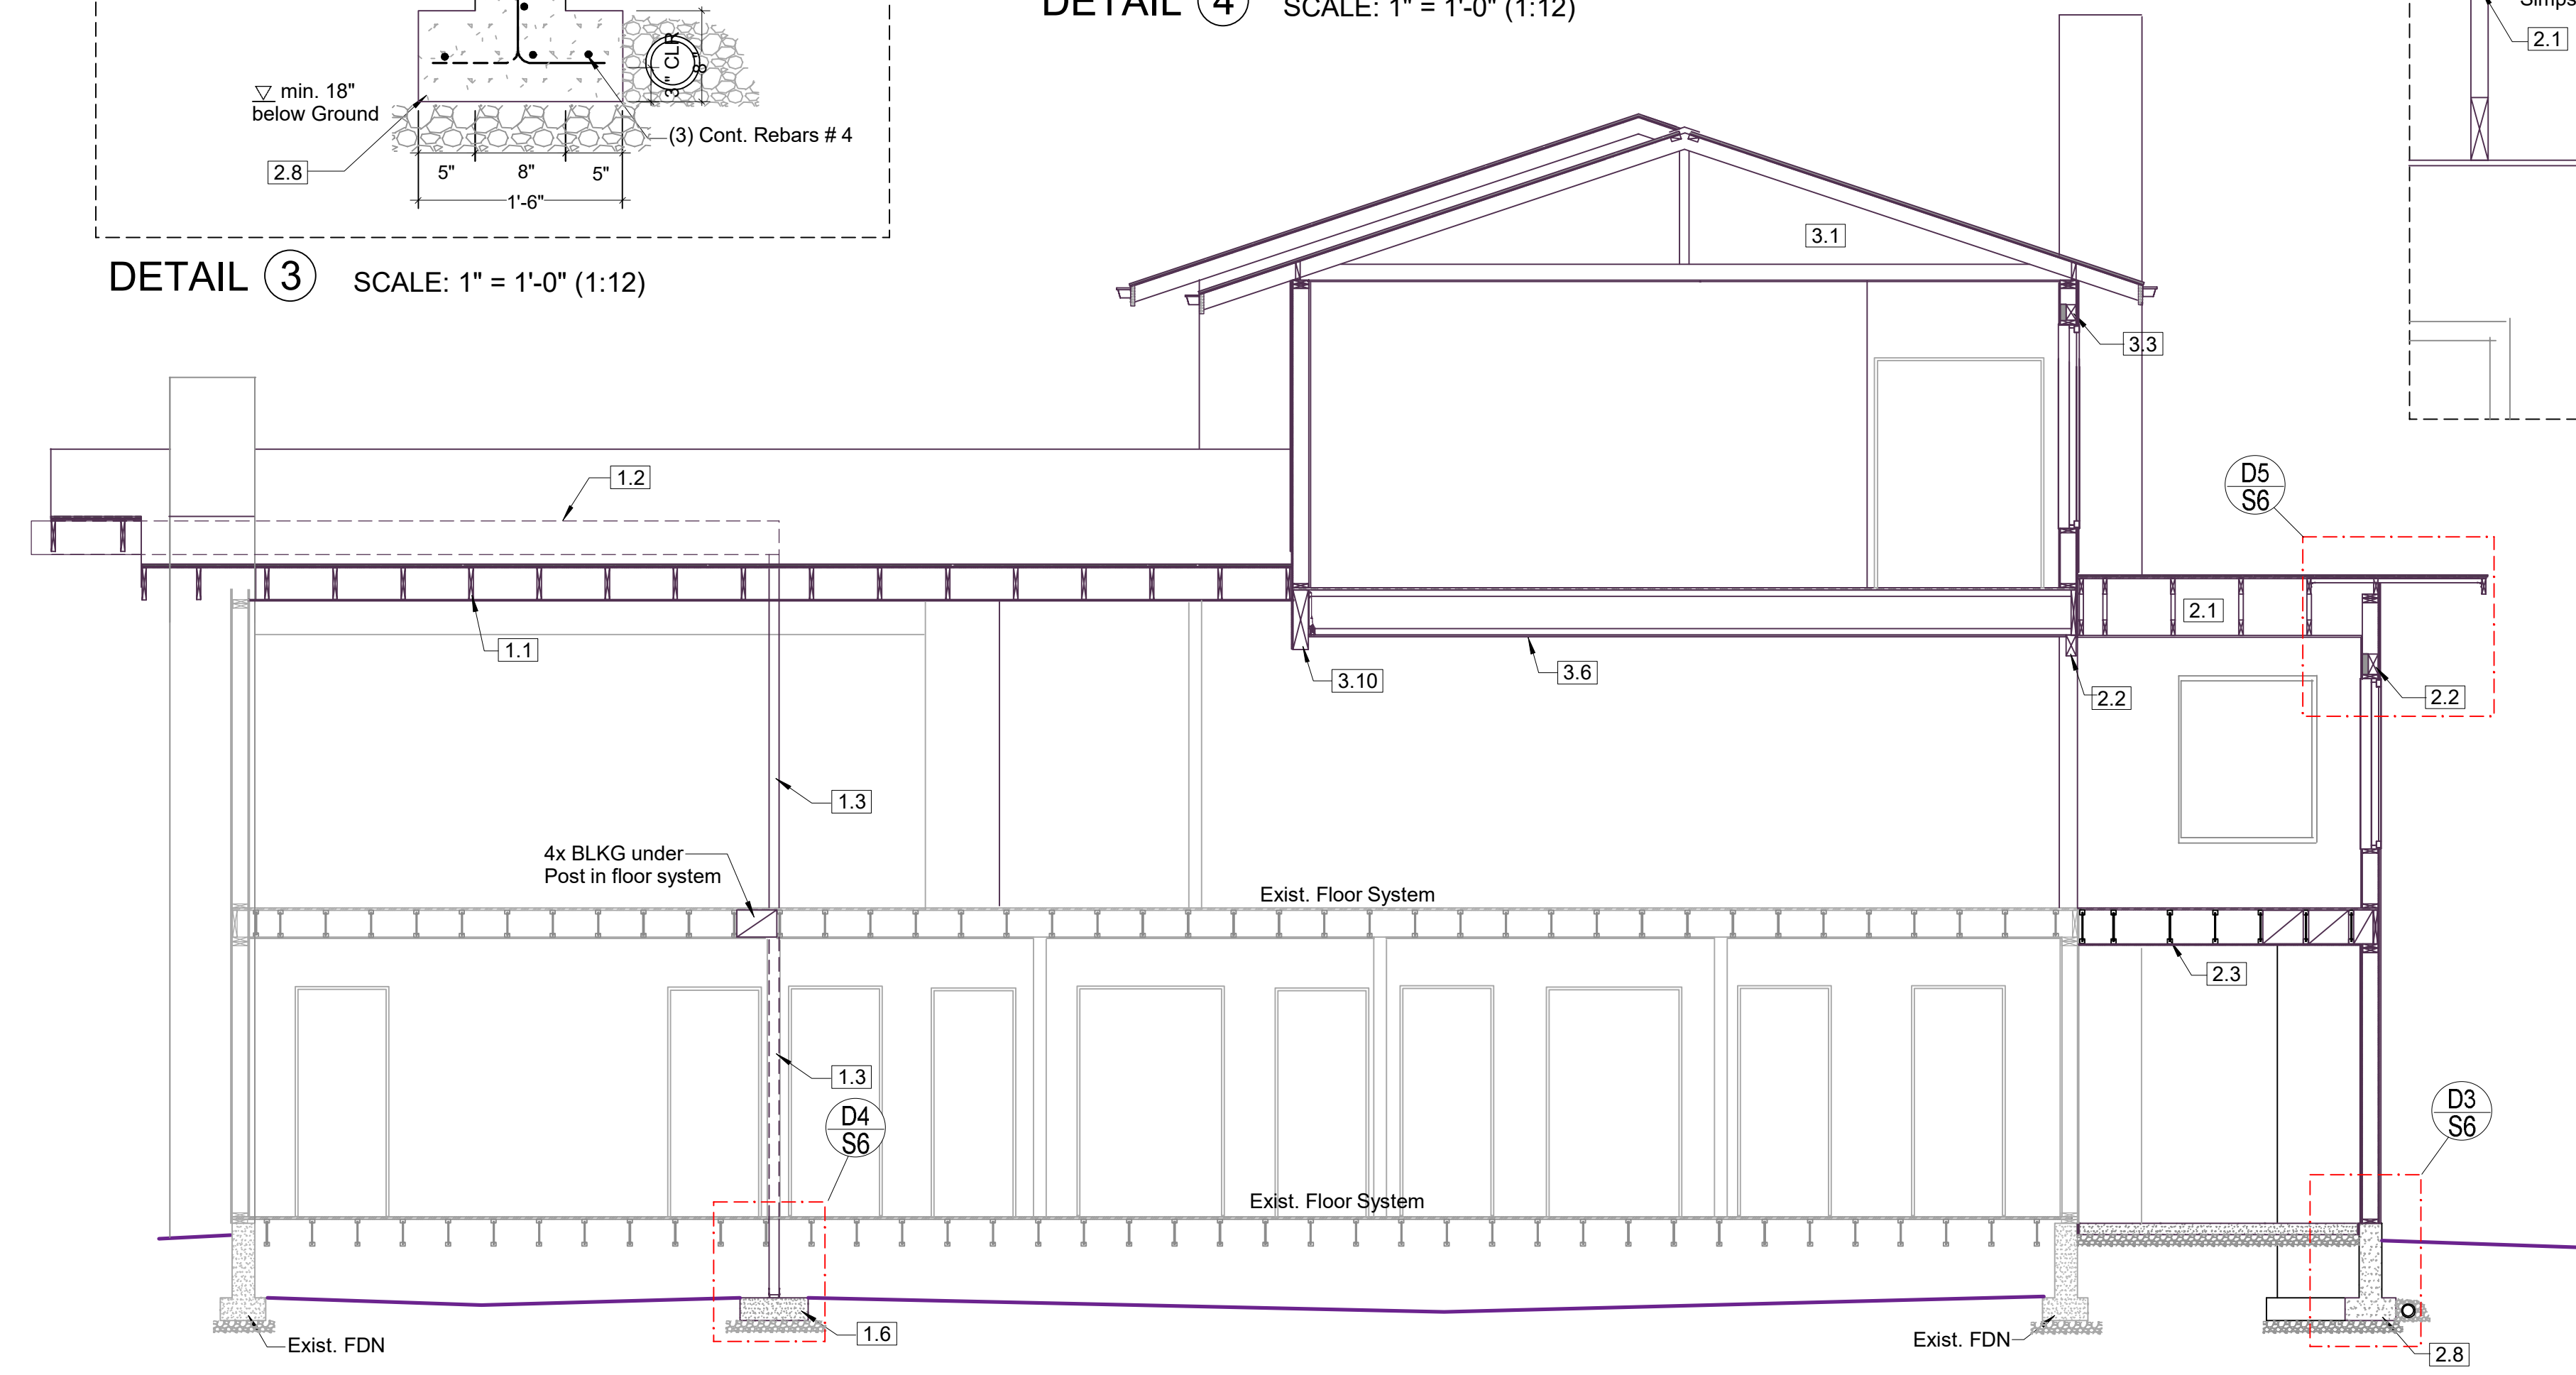 DETAIL 4 SCALE: 1" = 1'-0" (1:12)
2.1
3" CLR
8"
min. 18"
below Ground
(3) Cont. Rebars # 4
2.8
5" 8" 5"
1'-6"
DETAIL 3 SCALE: 1" = 1'-0" (1:12)
3.1
3.3
1.2
D5
S6
1.1
2.1
3.10
3.6
2.2
2.2
1.3
4x BLKG under
Post in floor system
Exist. Floor System
2.3
1.3
D4
S6
D3
S6
Exist. Floor System
1.6
Exist. FDN
Exist. FDN
2.8